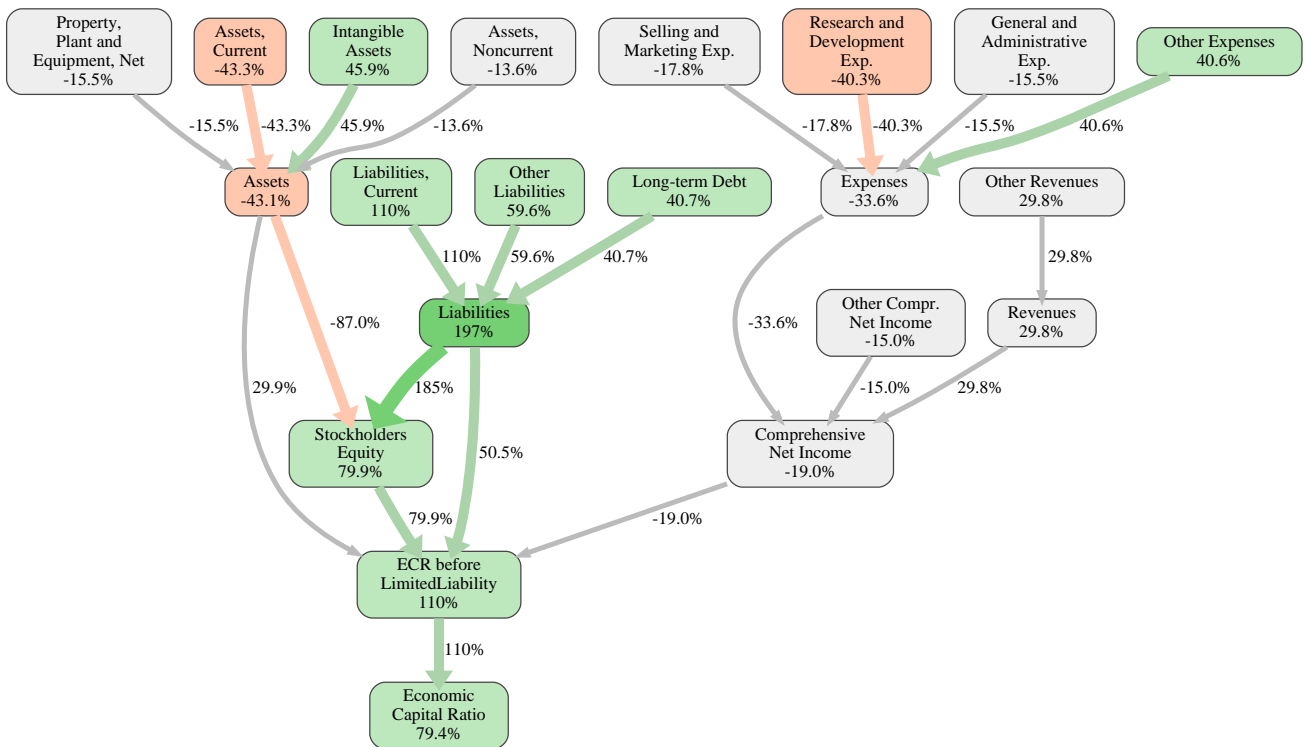 Property,
Plant and
Equipment, Net
-15.5%
Assets,
Current
-43.3%
Intangible
Assets
45.9%
Assets,
Noncurrent
-13.6%
Selling and
Marketing Exp.
-17.8%
Research and
Development
Exp.
-40.3%
General and
Administrative
Exp.
-15.5%
Other Expenses
40.6%
-15.5%
-43.3%
45.9%
-13.6%
-17.8%
-40.3%
-15.5%
40.6%
Assets
-43.1%
Liabilities,
Current
110%
Other
Liabilities
59.6%
Long-term Debt
40.7%
Expenses
-33.6%
Other Revenues
29.8%
110%
59.6%
40.7%
29.8%
Liabilities
197%
Other Compr.
Net Income
-15.0%
Revenues
29.8%
-87.0%
-33.6%
29.9%
185%
-15.0%
29.8%
Stockholders
Equity
79.9%
50.5%
Comprehensive
Net Income
-19.0%
79.9%
-19.0%
ECR before
LimitedLiability
110%
110%
Economic
Capital Ratio
79.4%